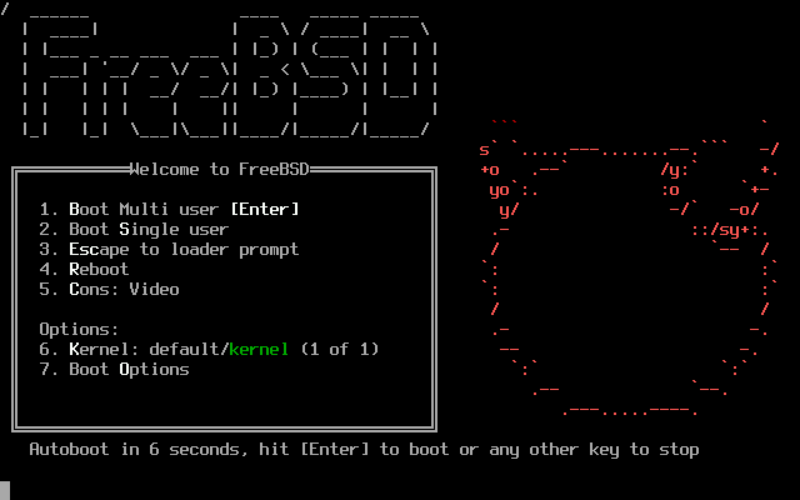 FreeBSD
Welcome to FreeBSD
1. Boot Multi user [Enter]
2. Boot Single user
3. Escape to loader prompt
4. Reboot
5. Cons: Video
Options:
6. Kernel: default/kernel (1 of 1)
7. Boot Options
Autoboot in 6 seconds, hit [Enter] to boot or any other key to stop